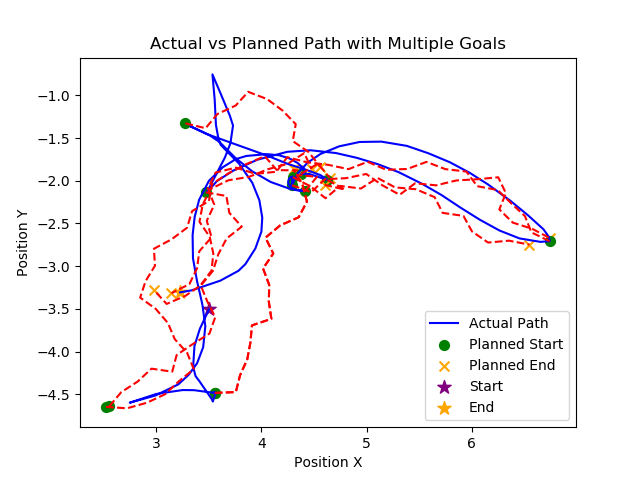 Actual vs Planned Path with Multiple Goals
Position Y
−1.0
−1.5
−2.0
−2.5
−3.0
−3.5
−4.0
−4.5
3
4
5
6
Position X
Actual Path
Planned Start
Planned End
Start
End